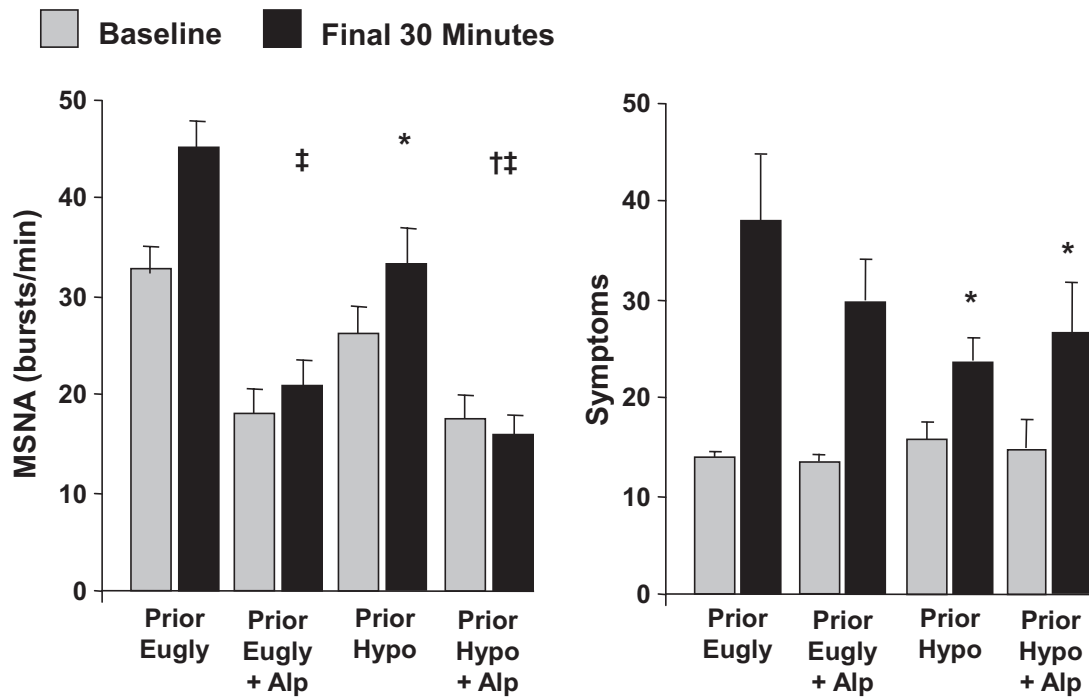 Baseline Final 30 Minutes
MSNA (bursts/min)
50
40
30
20
10
0
‡
*
†‡
Prior Eugly
Prior Eugly + Alp
Prior Hypo
Prior Hypo + Alp
Symptoms
50
40
30
20
10
0
*
*
Prior Eugly
Prior Eugly + Alp
Prior Hypo
Prior Hypo + Alp